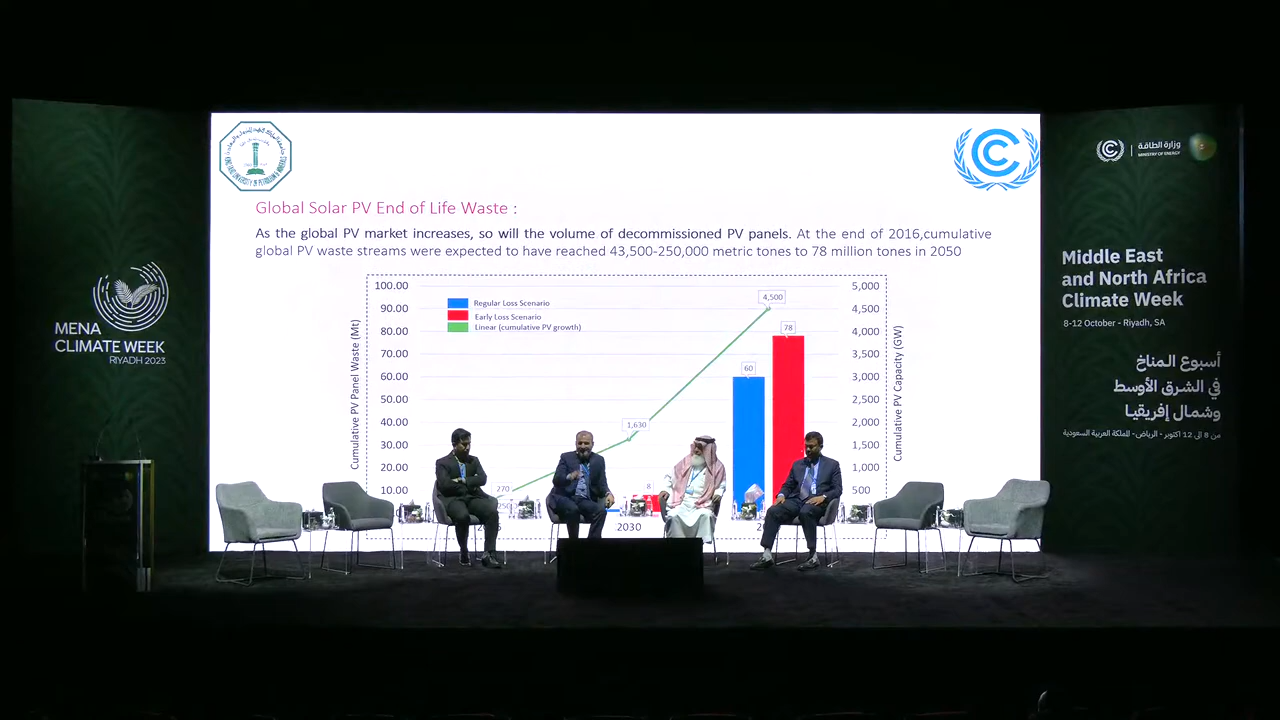 MENA
CLIMATE WEEK
RIYADH 2023
Global Solar PV End of Life Waste :
As the global PV market increases, so will the volume of decommissioned PV panels. At the end of 2016,cumulative
global PV waste streams were expected to have reached 43,500-250,000 metric tones to 78 million tones in 2050
Cumulative PV Panel Waste (Mt)
100.00
90.00
80.00
70.00
60.00
50.00
40.00
30.00
20.00
10.00
Regular Loss Scenario
Early Loss Scenario
Linear (cumulative PV growth)
4,500
78
60
1,630
770
8
2030
5,000
4,500
4,000
3,500
3,000
2,500
2,000
1,500
1,000
500
Cumulative PV Capacity (GW)
وزارة الطاقة
MINISTRY OF ENERGY
Middle East
and North Africa
Climate Week
8-12 October - Riyadh, SA
أسبوع المناخ
في الشرق الأوسط
وشمال إفريقيا
من 8 الى 12 اكتوبر - الرياض - المملكة العربية السعودية